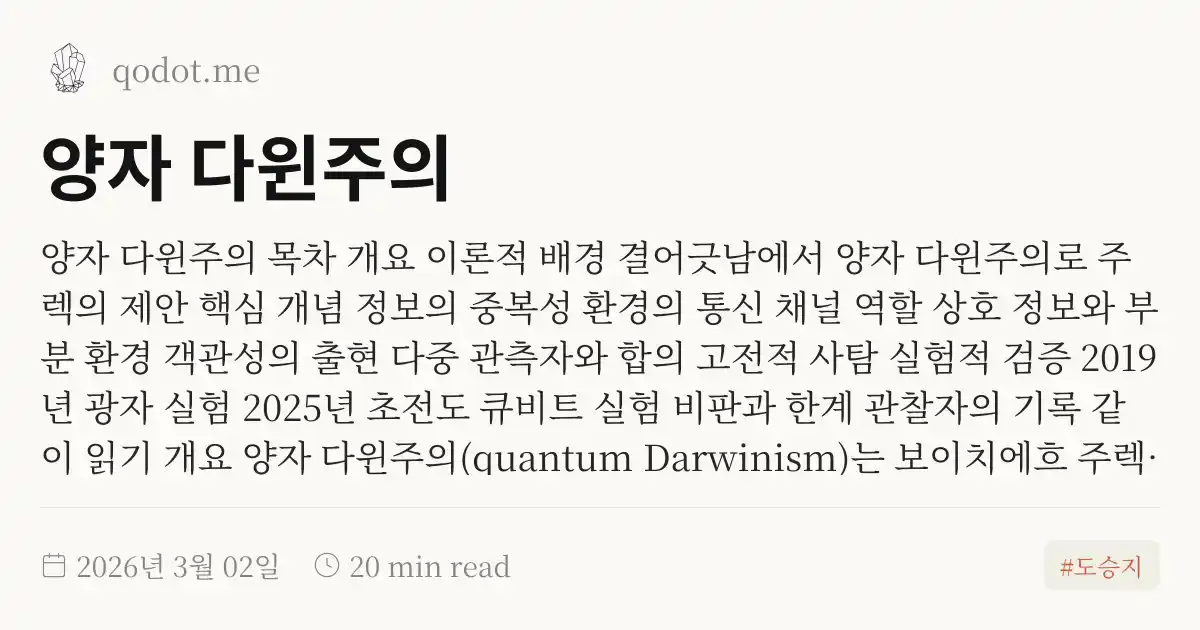 qodot.me
양자 다윈주의
양자 다윈주의 목차 개요 이론적 배경 결어긋남에서 양자 다윈주의로 주
렉의 제안 핵심 개념 정보의 중복성 환경의 통신 채널 역할 상호 정보와 부
분 환경 객관성의 출현 다중 관측자와 합의 고전적 사탐 실험적 검증 2019
년 광자 실험 2025년 초전도 큐비트 실험 비판과 한계 관찰자의 기록 같
이 읽기 개요 양자 다윈주의(quantum Darwinism)는 보이치에흐 주렉·
2026년 3월 02일
20 min read
#도승지